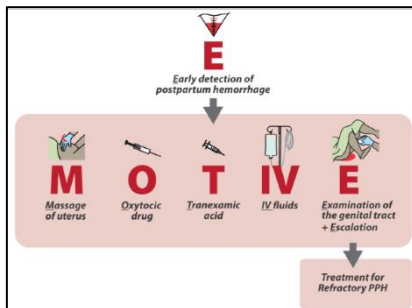 E
Early detection of
postpartum hemorrhage
M O T IV E
Massage
of uterus
Oxytocic
drug
Tranexamic
acid
IV fluids
Examination of
the genital tract
+ Escalation
Treatment for
Refractory PPH